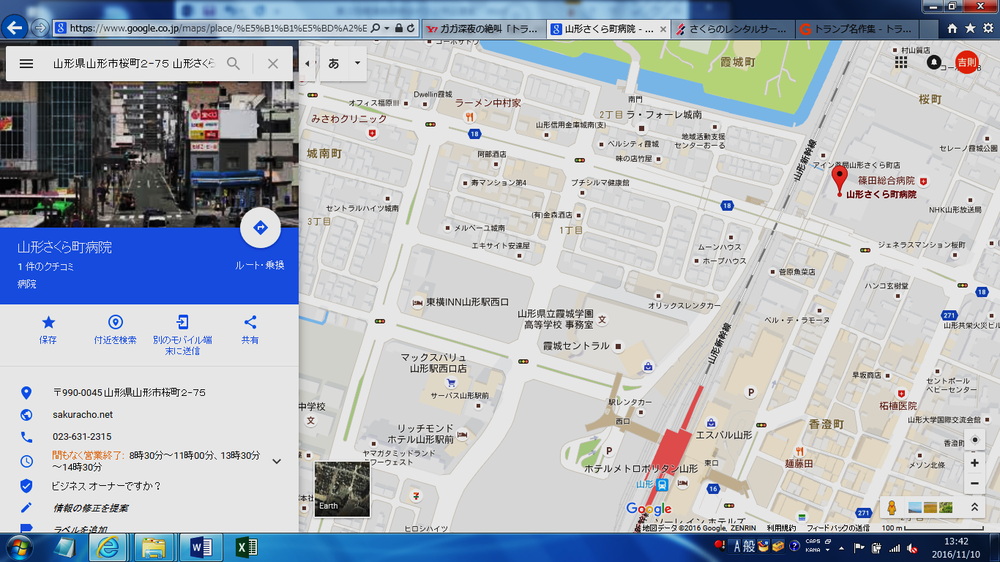 https://www.google.co.jp/maps/place/%E5%B1%B1%E5%BD%A2%E
ガガ深夜の絶叫「トラ...
山形さくら町病院 - ...
さくらのレンタルサー...
トランプ名作集 - トラ...
山形県山形市桜町2-75 山形さくら
あ
吉則
山形さくら町病院
1 件のクチコミ
病院
ルート・乗換
保存
付近を検索
別のモバイル端
末に送信
共有
〒990-0045 山形県山形市桜町2-75
sakuracho.net
023-631-2315
間もなく営業終了: 8時30分~11時00分、13時30分
~14時30分
ビジネス オーナーですか?
情報の修正を提案
ラベルを追加
コーポサトウ
霞城町
村山質店
桜町
オフィス福原III
Dwellin霞城
ラーメン中村家
南門
2丁目
ラ・フォーレ城南
みさわクリニック
18
山形信用金庫城南(支)
ベルシティ霞城
地域活動支援
センターおーる
セレーノ霞城公園
城南町
阿部酒店
味の店竹屋
山形新幹線
アイン薬局山形さくら町店
篠田総合病院
山形さくら町病院
寿マンション第4
プチシルマ健康館
NHK山形放送局
セントラルハイツ城南
3丁目
(有)金森酒店
18
メルベーユ城南
1丁目
エキサイト安達屋
ムーンハウス
ホープハウス
ジェネラスマンション桜町
菅原魚菜店
ハンコ玄樹堂
18
東横INN山形駅西口
オリックスレンタカー
山形県立霞城学園
高等学校 事務室
文
ベル・デ・ラモーヌ
271
山形共栄火災ビル
霞城セントラル
山形新幹線
マックスバリュ
山形駅西口店
早坂商店
セントポール
ベビーセンター
P
サーパス山形駅前
駅レンタカー
柘植医院
中学校
文
西口
山形大学国際交流会館
リッチモンド
ホテル山形駅前
エスパル山形
香澄町
ヤマガタミッドランド
タワーウェスト
P
麺藤田
ホテルメトロポリタン山形
東口
メゾン北條
山形
16
Earth
Google
271
ヒロシハイツ
地図データ ©2016 Google、ZENRIN
利用規約
フィードバックの送信
100 m
A 般
CAPS
KANA
13:42
2016/11/10